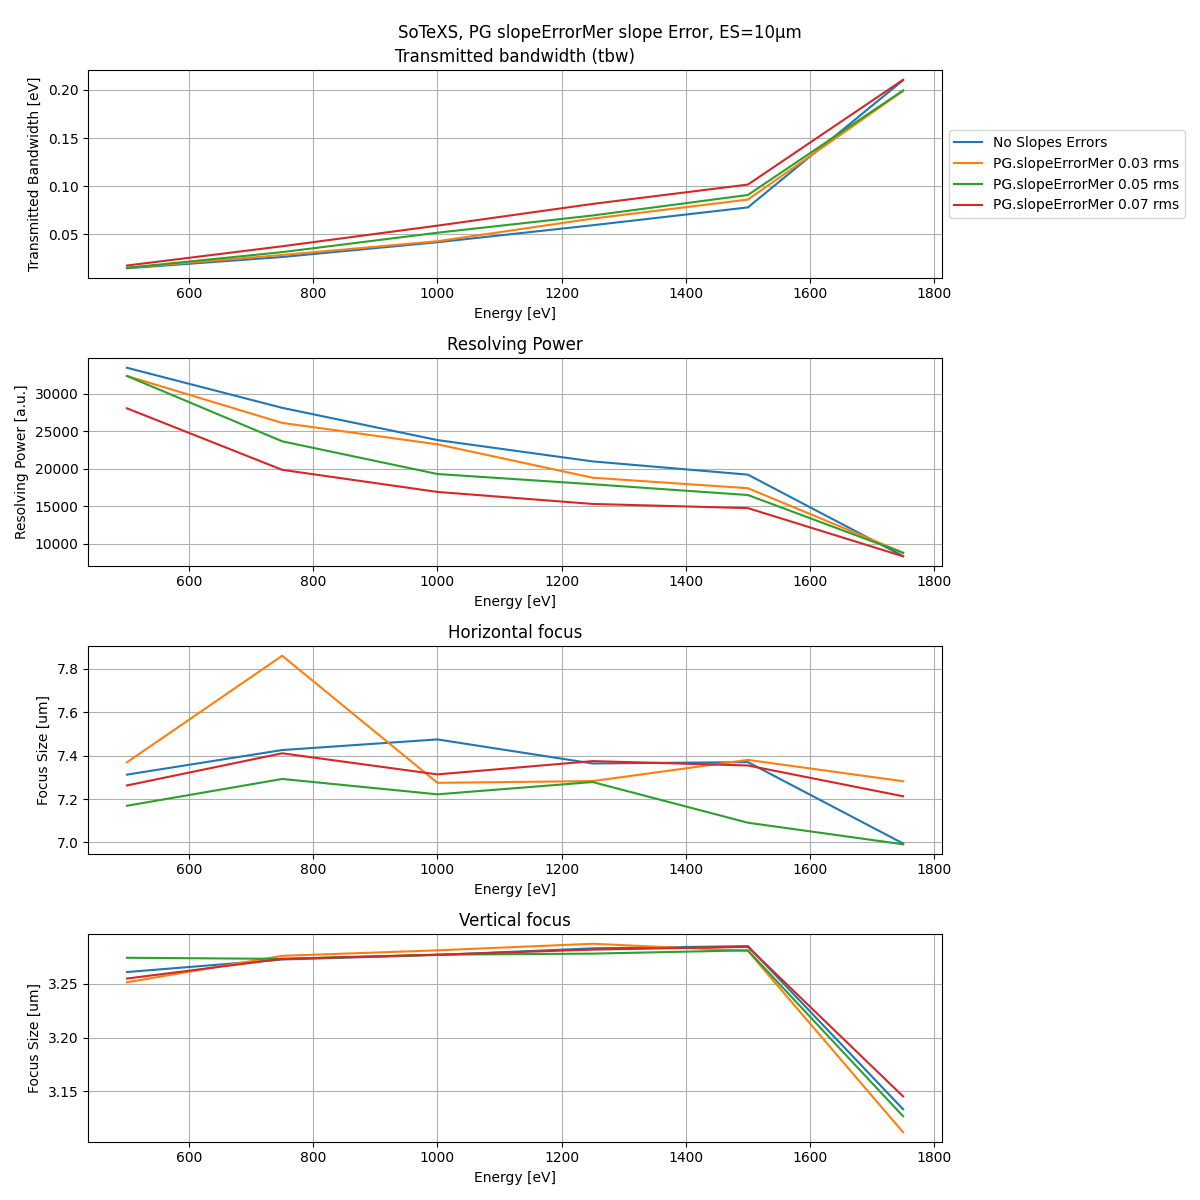 SoTeXS, PG slopeErrorMer slope Error, ES=10μm
Transmitted bandwidth (tbw)
Transmitted Bandwidth [eV]
0.20
0.15
0.10
0.05
600 800 1000 1200 1400 1600 1800
Energy [eV]
No Slopes Errors
PG.slopeErrorMer 0.03 rms
PG.slopeErrorMer 0.05 rms
PG.slopeErrorMer 0.07 rms
Resolving Power
Resolving Power [a.u.]
30000
25000
20000
15000
10000
600 800 1000 1200 1400 1600 1800
Energy [eV]
Horizontal focus
Focus Size [um]
7.8
7.6
7.4
7.2
7.0
600 800 1000 1200 1400 1600 1800
Energy [eV]
Vertical focus
Focus Size [um]
3.25
3.20
3.15
600 800 1000 1200 1400 1600 1800
Energy [eV]